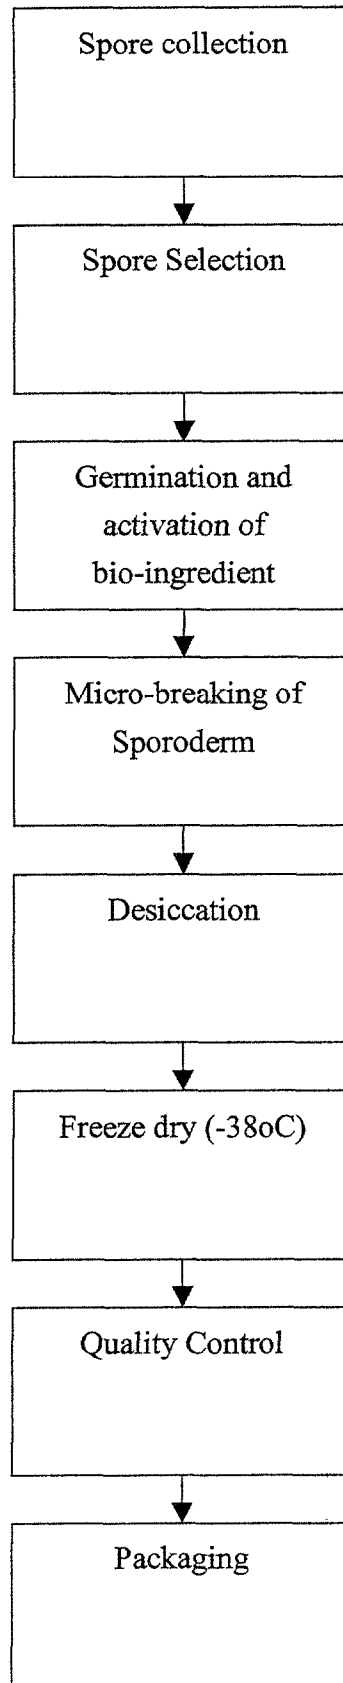 Spore collection
Spore Selection
Germination and
activation of
bio-ingredient
Micro-breaking of
Sporoderm
Desiccation
Freeze dry (-38oC)
Quality Control
Packaging